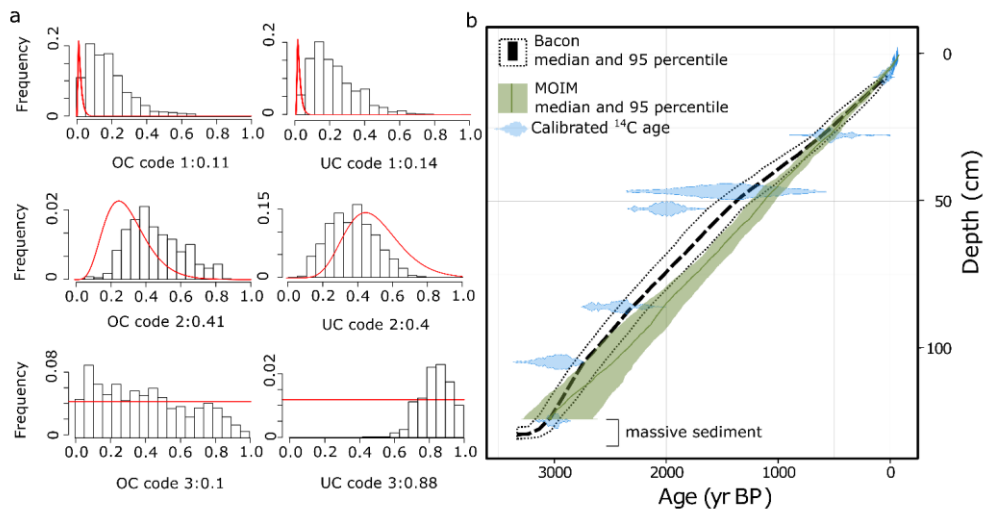 a
Frequency
0.2
0
0.0 0.2 0.4 0.6 0.8 1.0
OC code 1:0.11
0.2
0
0.0 0.2 0.4 0.6 0.8 1.0
UC code 1:0.14
Frequency
0.02
0
0.0 0.2 0.4 0.6 0.8 1.0
OC code 2:0.41
0.15
0
0.0 0.2 0.4 0.6 0.8 1.0
UC code 2:0.4
Frequency
0.08
0
0.0 0.2 0.4 0.6 0.8 1.0
OC code 3:0.1
0.02
0
0.0 0.2 0.4 0.6 0.8 1.0
UC code 3:0.88
b
Bacon
median and 95 percentile
MOIM
median and 95 percentile
Calibrated ¹⁴C age
massive sediment
0
50
100
Depth (cm)
3000 2000 1000 0
Age (yr BP)